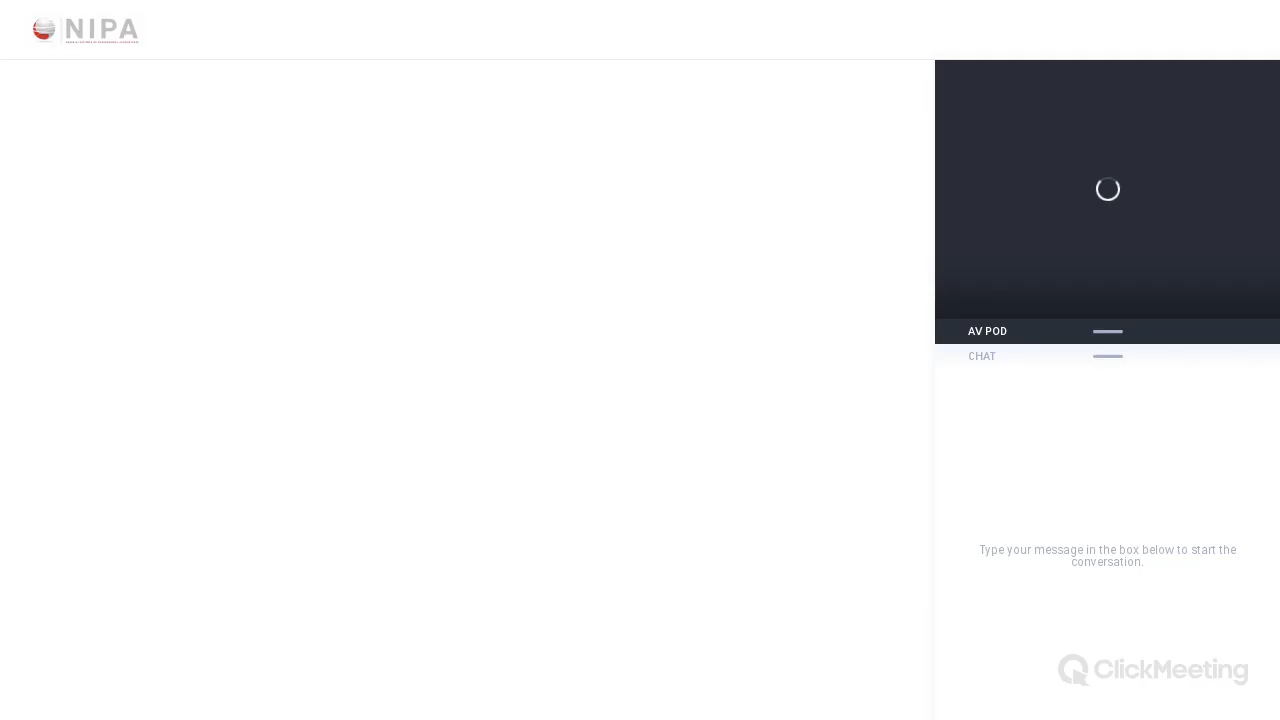 NIPA
AV POD
CHAT
Type your message in the box below to start the
conversation.
ClickMeeting